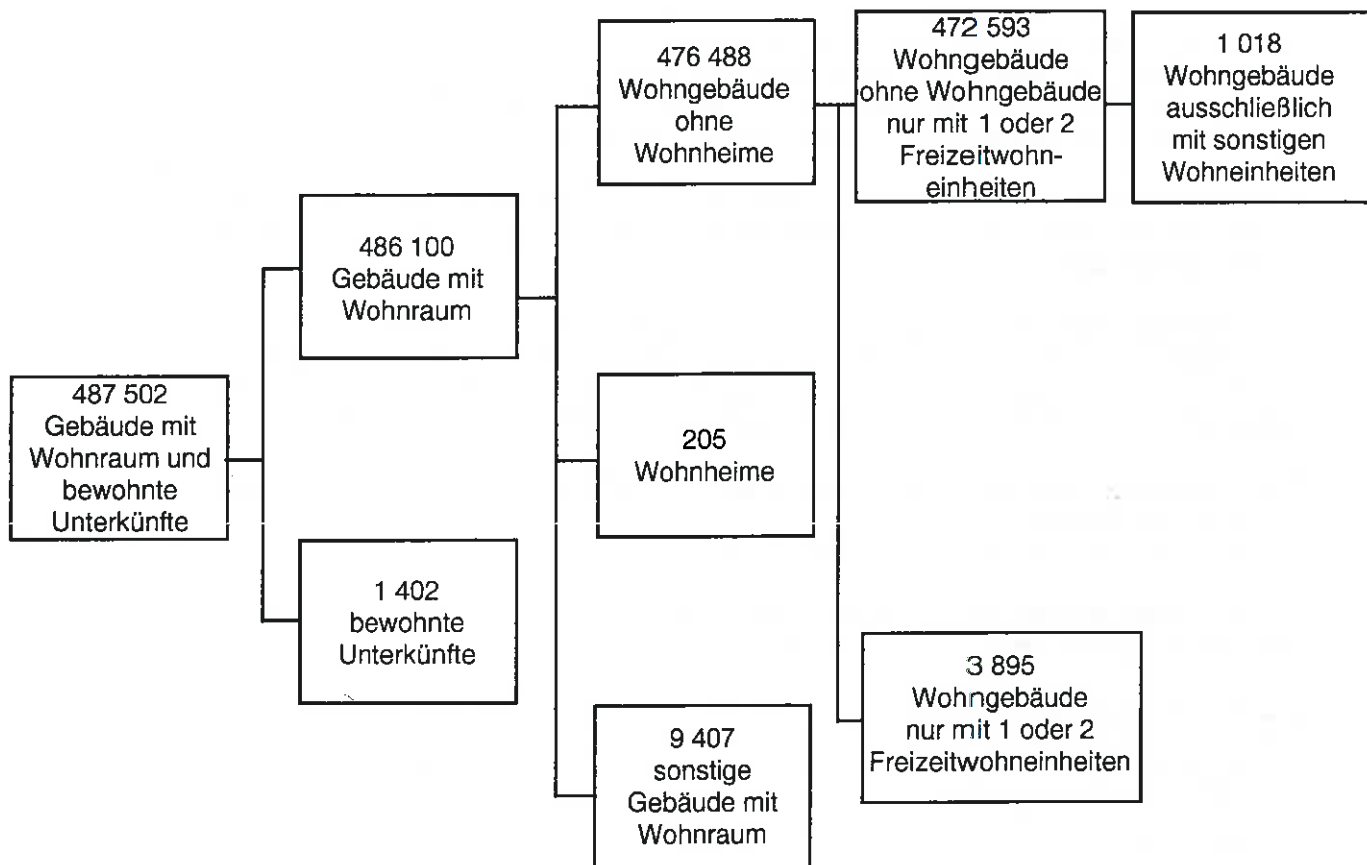 487 502
Gebäude mit
Wohnraum und
bewohnte
Unterkünfte
486 100
Gebäude mit
Wohnraum
1 402
bewohnte
Unterkünfte
476 488
Wohngebäude
ohne
Wohnheime
205
Wohnheime
9 407
sonstige
Gebäude mit
Wohnraum
472 593
Wohngebäude
ohne Wohngebäude
nur mit 1 oder 2
Freizeitwohn-
einheiten
3 895
Wohngebäude
nur mit 1 oder 2
Freizeitwohneinheiten
1 018
Wohngebäude
ausschließlich
mit sonstigen
Wohneinheiten